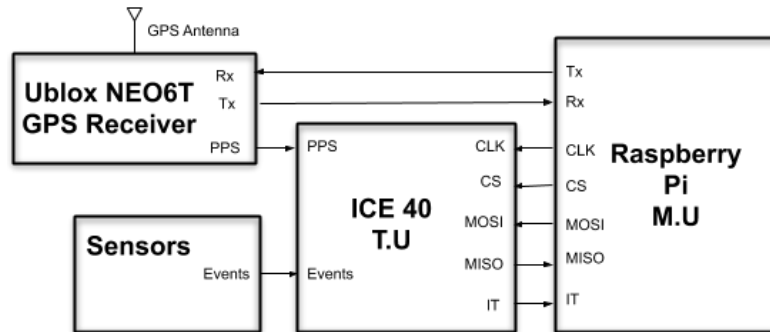 GPS Antenna
Ublox NEO6T
GPS Receiver
Rx
Tx
PPS
Sensors
Events
ICE 40
T.U
PPS
Events
CLK
CS
MOSI
MISO
IT
Raspberry
Pi
M.U
Tx
Rx
CLK
CS
MOSI
MISO
IT